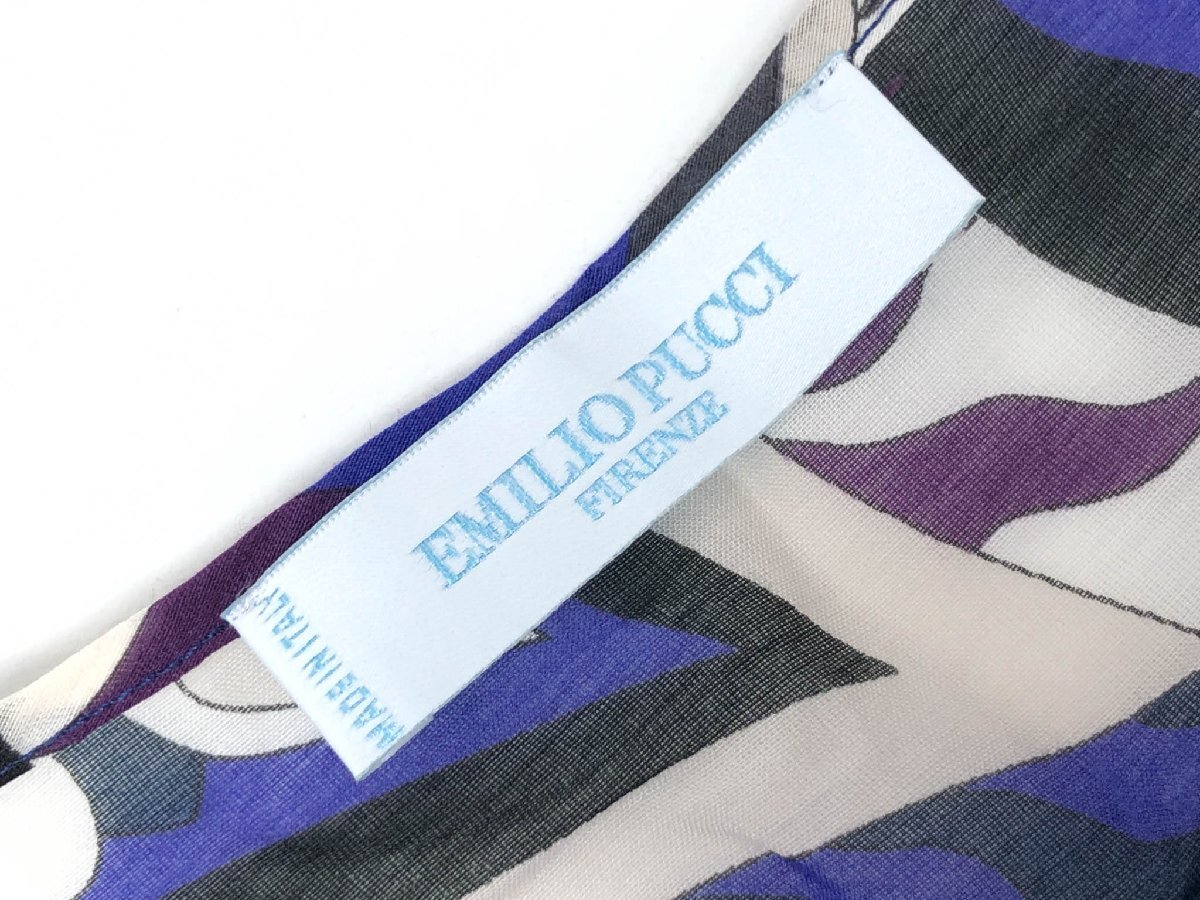 EMILIO PUCCI
FIRENZE
MADE IN ITALY